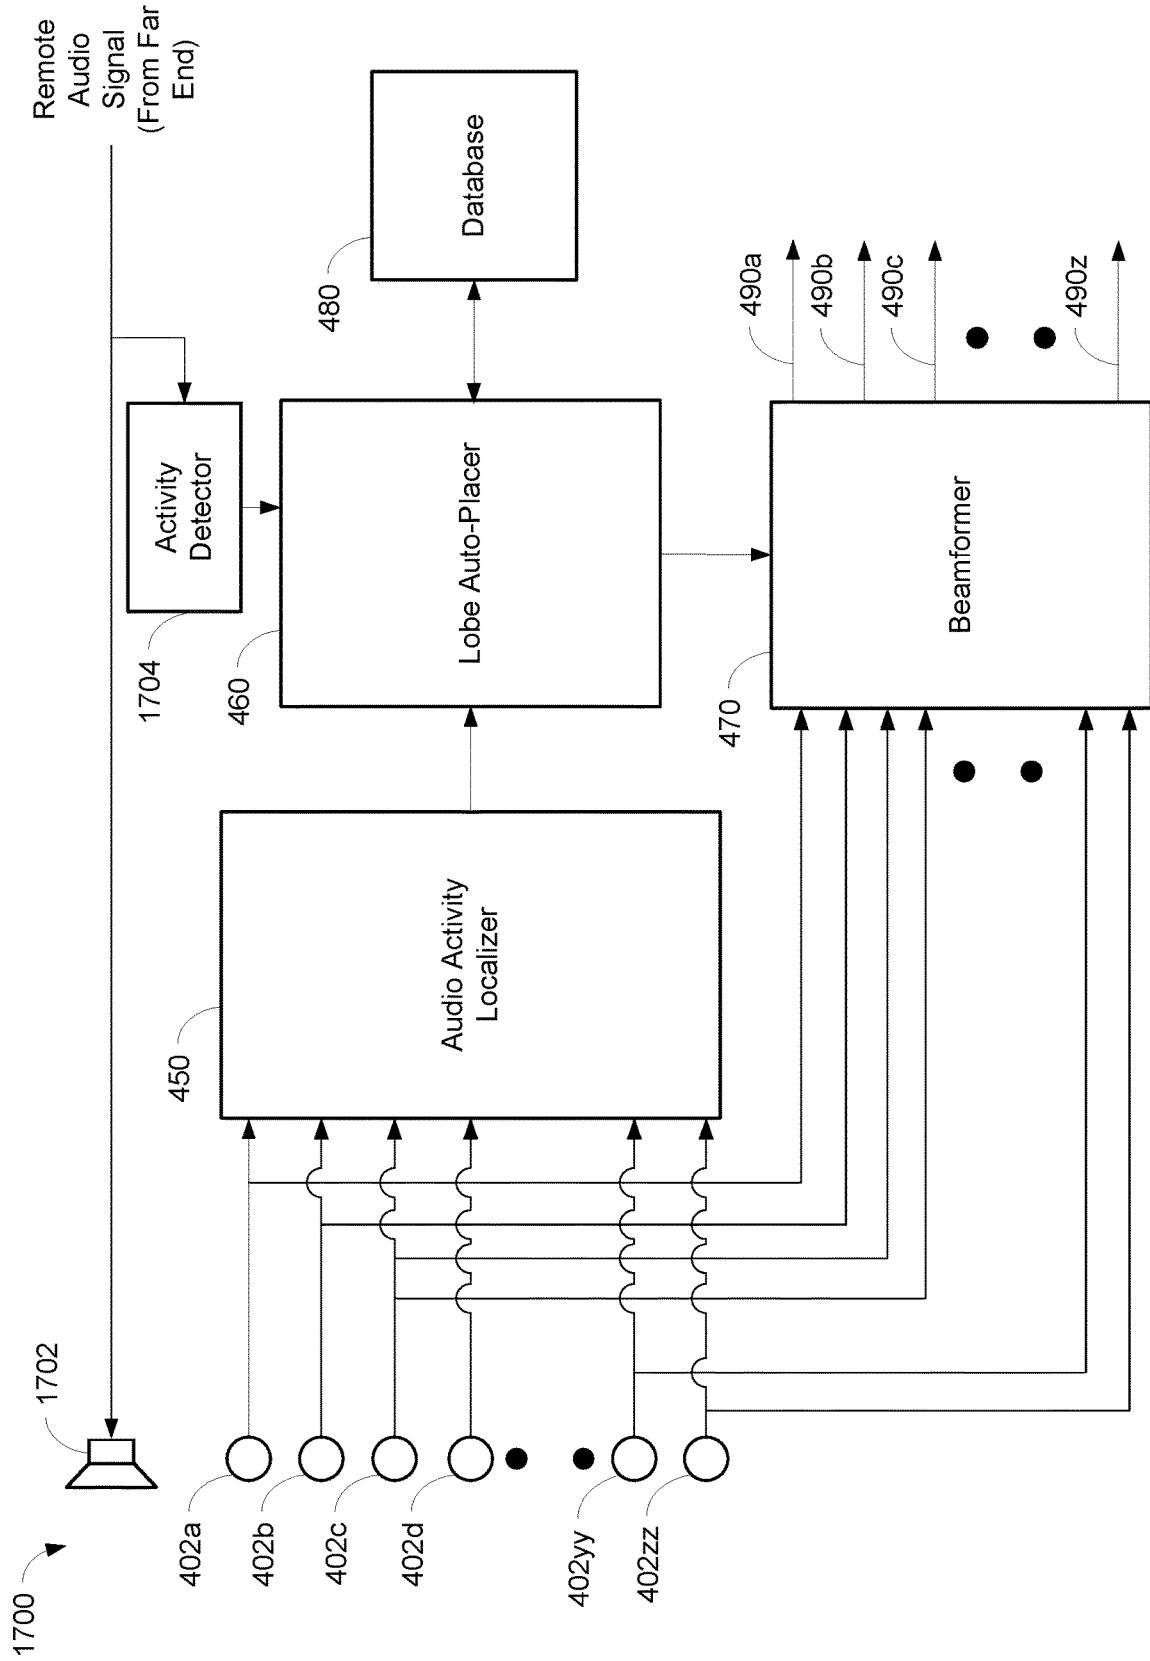 1700
1702
Remote
Audio
Signal
(From Far
End)
1704
Activity
Detector
402a
402b
402c
402d
402yy
402zz
450
Audio Activity
Localizer
460
Lobe Auto-Placer
480
Database
470
Beamformer
490a
490b
490c
490z